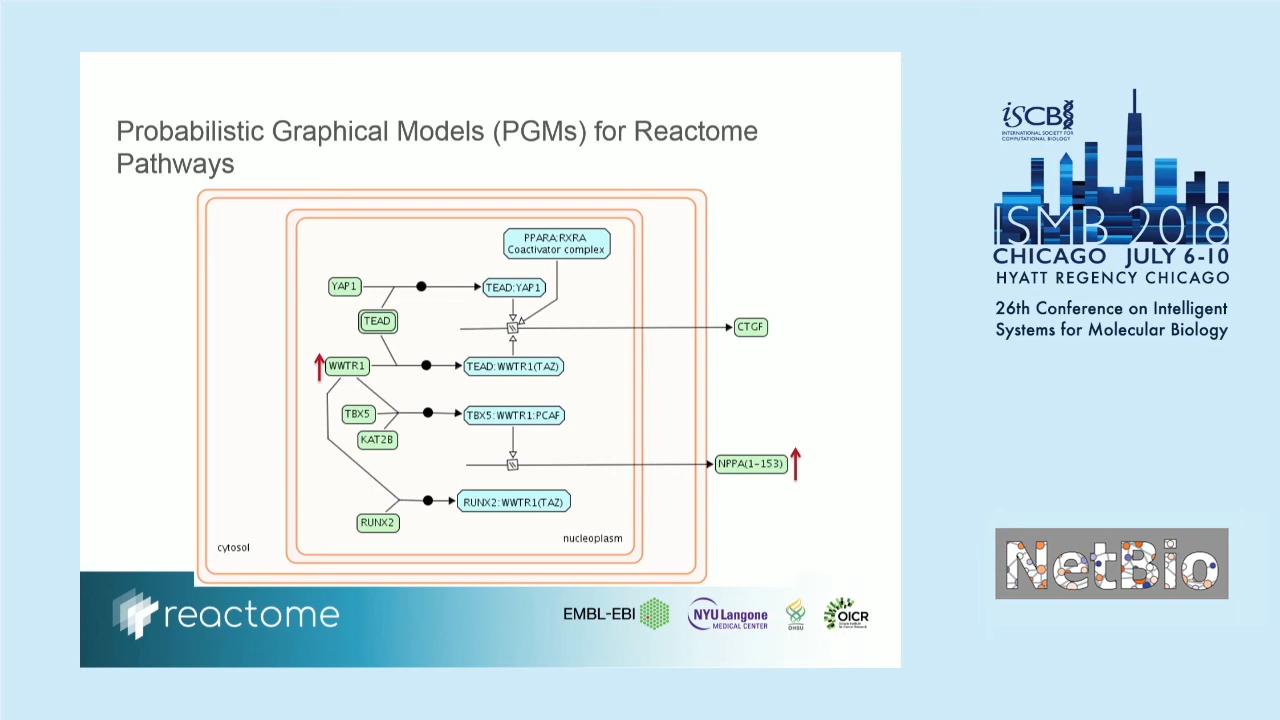 Probabilistic Graphical Models (PGMs) for Reactome
Pathways
PPARA:RXRA
Coactivator complex
YAP1
TEAD:YAP1
TEAD
CTGF
WWTR1
TEAD:WWTR1(TAZ)
TBX5
TBX5:WWTR1:PCAF
KAT2B
NPPA(1-153)
RUNX2:WWTR1(TAZ)
RUNX2
nucleoplasm
cytosol
reactome
EMBL-EBI
NYU Langone
MEDICAL CENTER
OHSU
OICR
iSCB
INTERNATIONAL SOCIETY FOR
COMPUTATIONAL BIOLOGY
ISMB 2018
CHICAGO JULY 6-10
HYATT REGENCY CHICAGO
26th Conference on Intelligent
Systems for Molecular Biology
NetBio